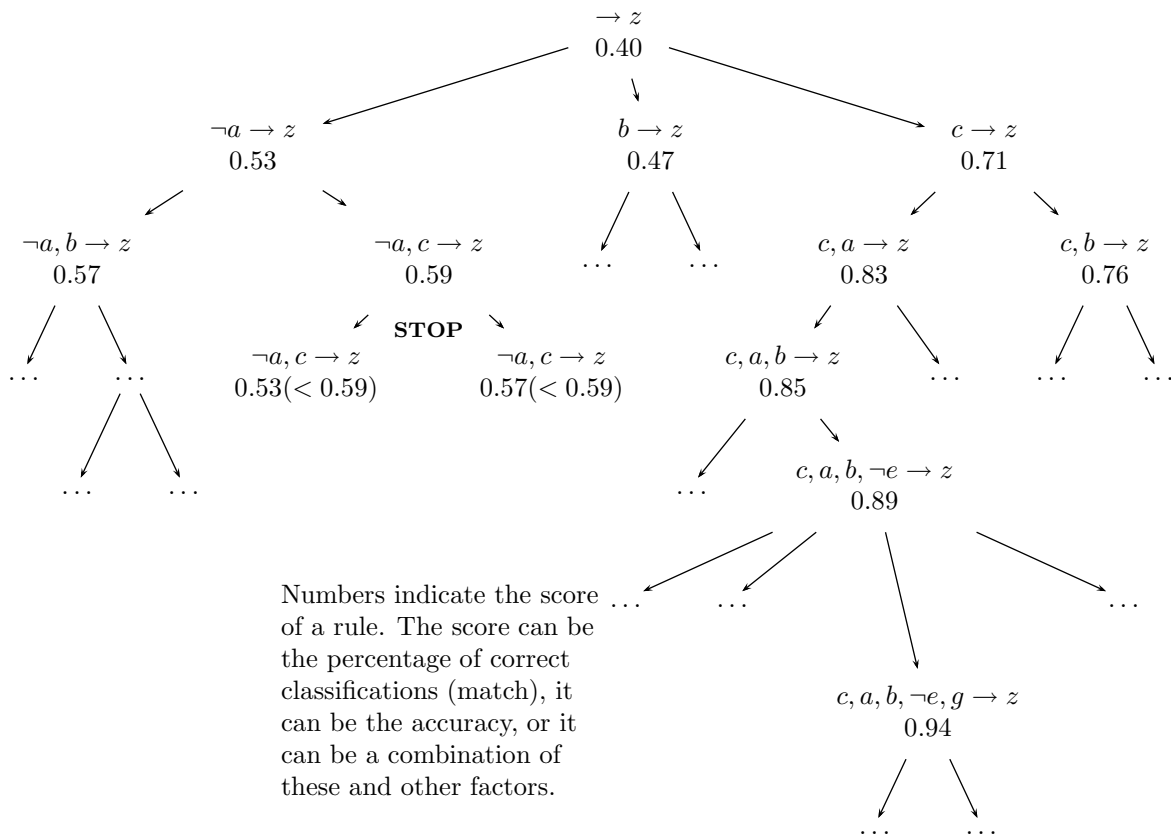 → z
0.40
¬a → z
0.53
b → z
0.47
c → z
0.71
¬a, b → z
0.57
¬a, c → z
0.59
· · ·
· · ·
c, a → z
0.83
c, b → z
0.76
STOP
· · ·
· · ·
¬a, c → z
0.53(< 0.59)
¬a, c → z
0.57(< 0.59)
c, a, b → z
0.85
· · ·
· · ·
· · ·
· · ·
· · ·
· · ·
c, a, b, ¬e → z
0.89
Numbers indicate the score
of a rule. The score can be
the percentage of correct
classifications (match), it
can be the accuracy, or it
can be a combination of
these and other factors.
· · ·
· · ·
· · ·
c, a, b, ¬e, g → z
0.94
· · ·
· · ·